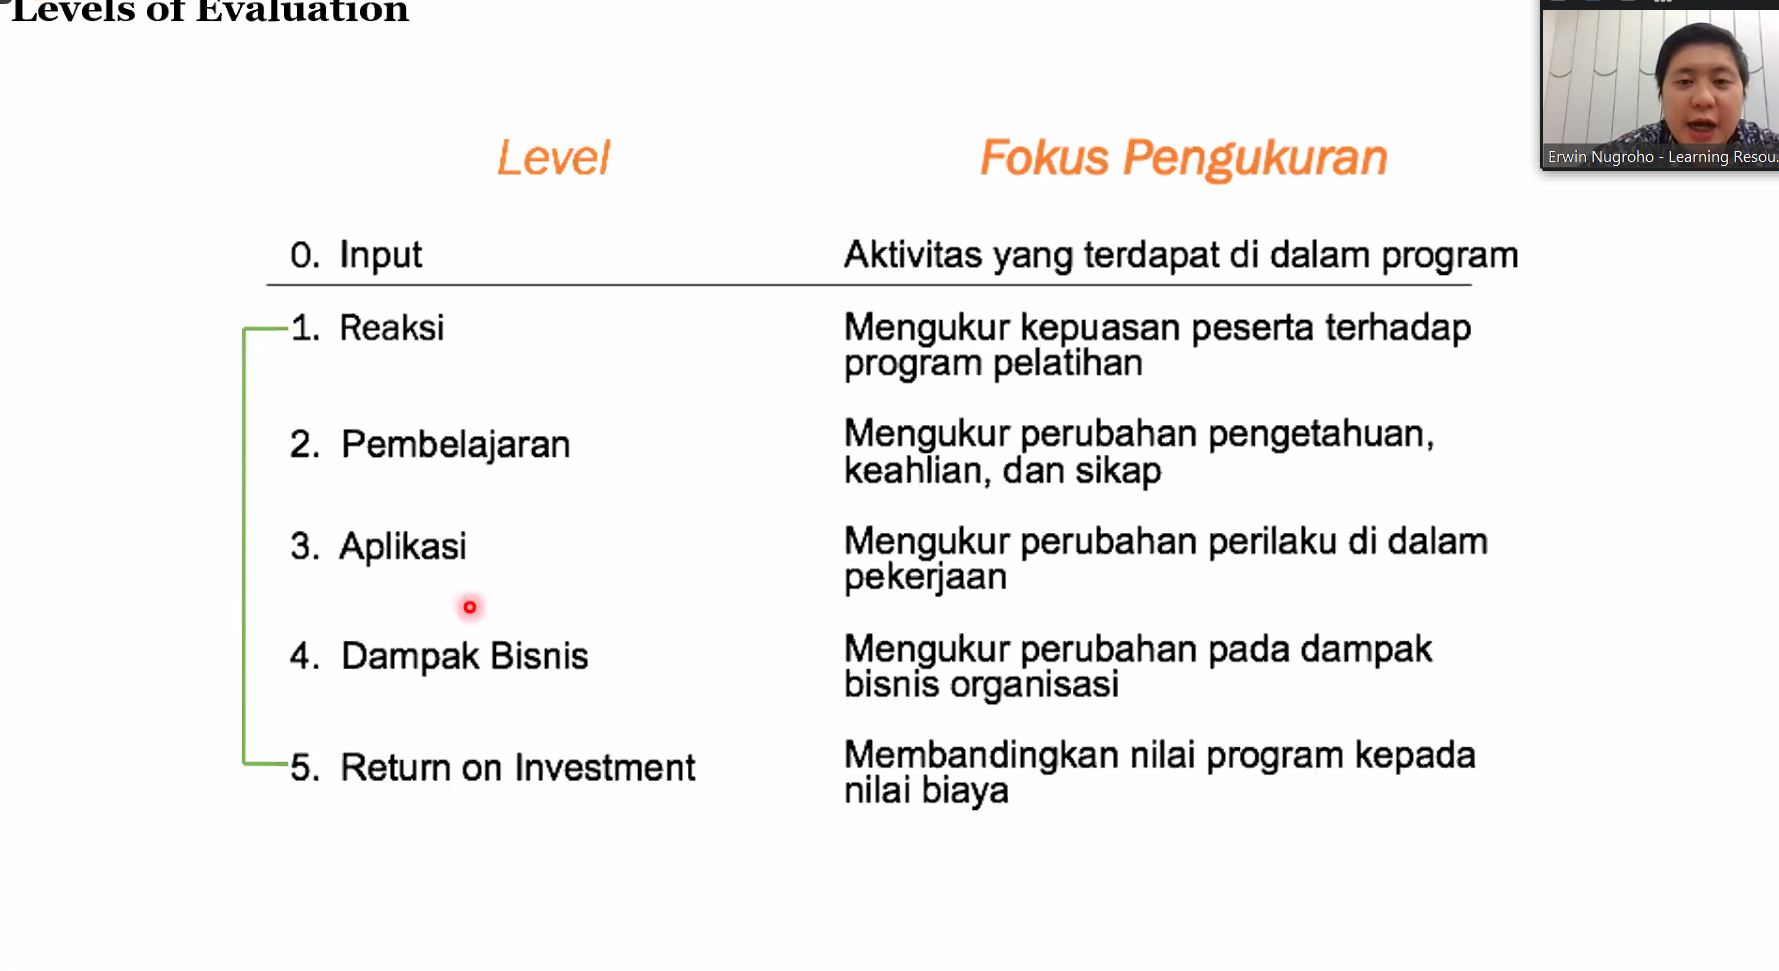 Levels of Evaluation
Level
Fokus Pengukuran
0. Input
Aktivitas yang terdapat di dalam program
1. Reaksi
Mengukur kepuasan peserta terhadap
program pelatihan
2. Pembelajaran
Mengukur perubahan pengetahuan,
keahlian, dan sikap
3. Aplikasi
Mengukur perubahan perilaku di dalam
pekerjaan
4. Dampak Bisnis
Mengukur perubahan pada dampak
bisnis organisasi
5. Return on Investment
Membandingkan nilai program kepada
nilai biaya
Erwin Nugroho - Learning Resou..